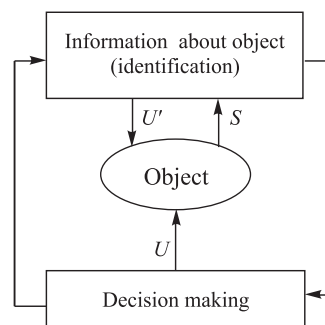 Information about object
(identification)
U' S
Object
U
Decision making